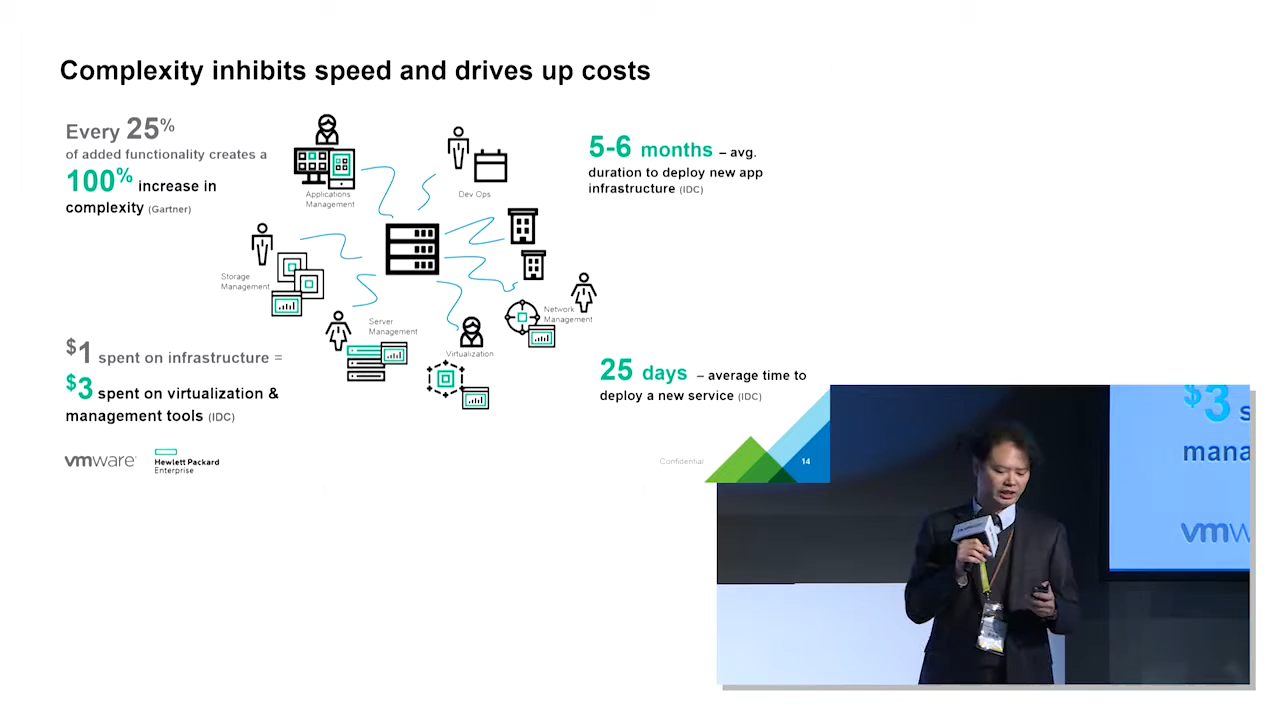 Complexity inhibits speed and drives up costs
Every 25%
of added functionality creates a
100% increase in
complexity (Gartner)
Applications
Management
Dev Ops
5-6 months – avg.
duration to deploy new app
infrastructure (IDC)
Storage
Management
Server
Management
Virtualization
Network
Management
$1 spent on infrastructure =
$3 spent on virtualization &
management tools (IDC)
25 days – average time to
deploy a new service (IDC)
vmware
Hewlett Packard
Enterprise
Confidential
14
$3 s
mana
vmw